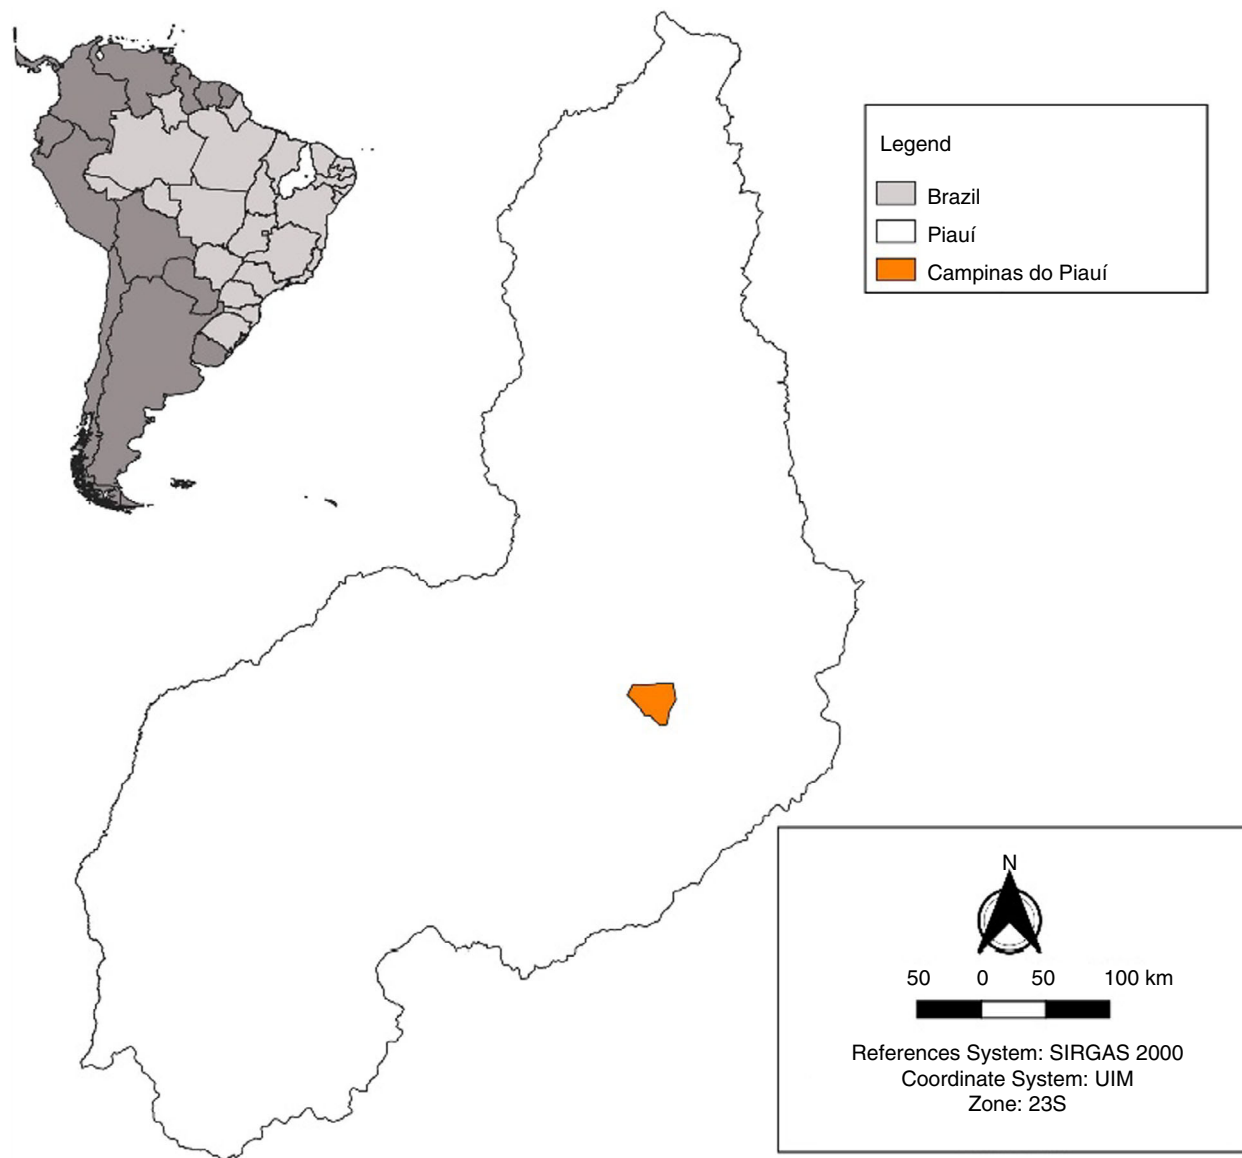 Legend
Brazil
Piauí
Campinas do Piauí
N
50 0 50 100 km
References System: SIRGAS 2000
Coordinate System: UIM
Zone: 23S